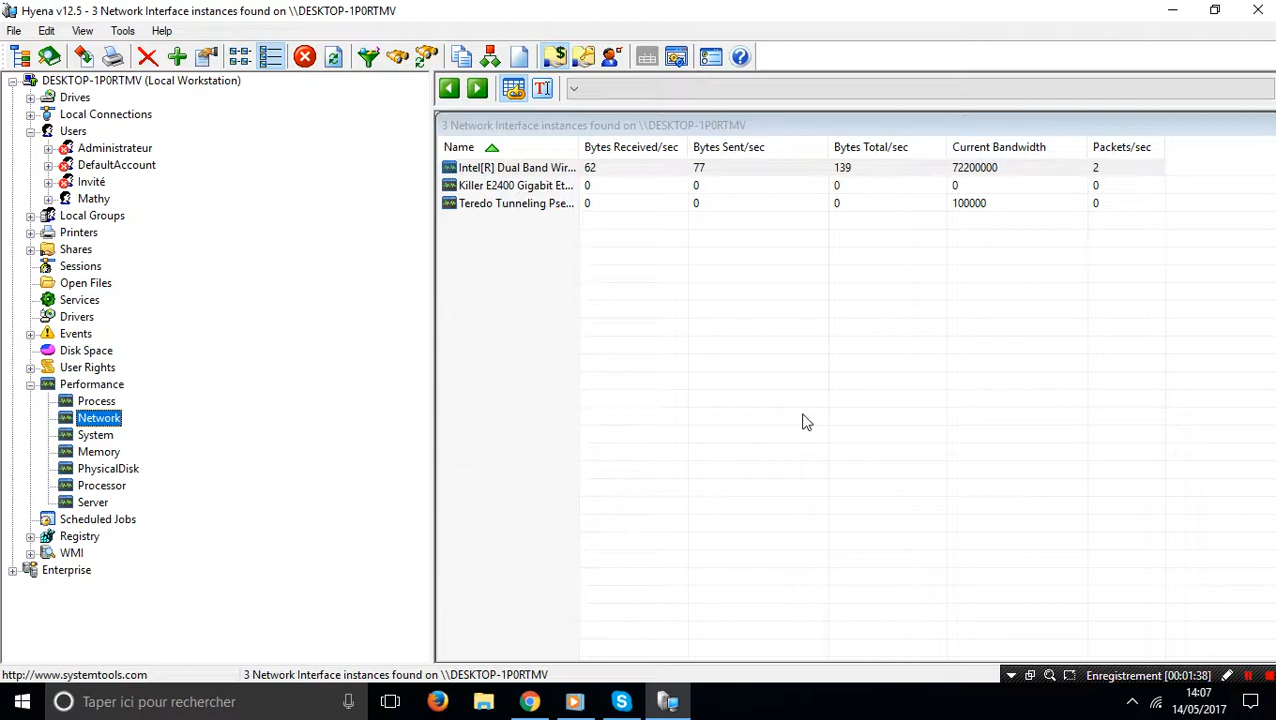 Hyena v12.5 - 3 Network Interface instances found on \\DESKTOP-1P0RTMV
File Edit View Tools Help
DESKTOP-1P0RTMV (Local Workstation)
Drives
Local Connections
Users
Administrateur
DefaultAccount
Invité
Mathy
Local Groups
Printers
Shares
Sessions
Open Files
Services
Drivers
Events
Disk Space
User Rights
Performance
Process
Network
System
Memory
PhysicalDisk
Processor
Server
Scheduled Jobs
Registry
WMI
Enterprise
3 Network Interface instances found on \\DESKTOP-1P0RTMV
Name Bytes Received/sec Bytes Sent/sec Bytes Total/sec Current Bandwidth Packets/sec
Intel[R] Dual Band Wir... 62 77 139 72200000 2
Killer E2400 Gigabit Et... 0 0 0 0 0
Teredo Tunneling Pse... 0 0 0 100000 0
http://www.systemtools.com 3 Network Interface instances found on \\DESKTOP-1P0RTMV
Enregistrement [00:01:38]
Taper ici pour rechercher
14:07
14/05/2017